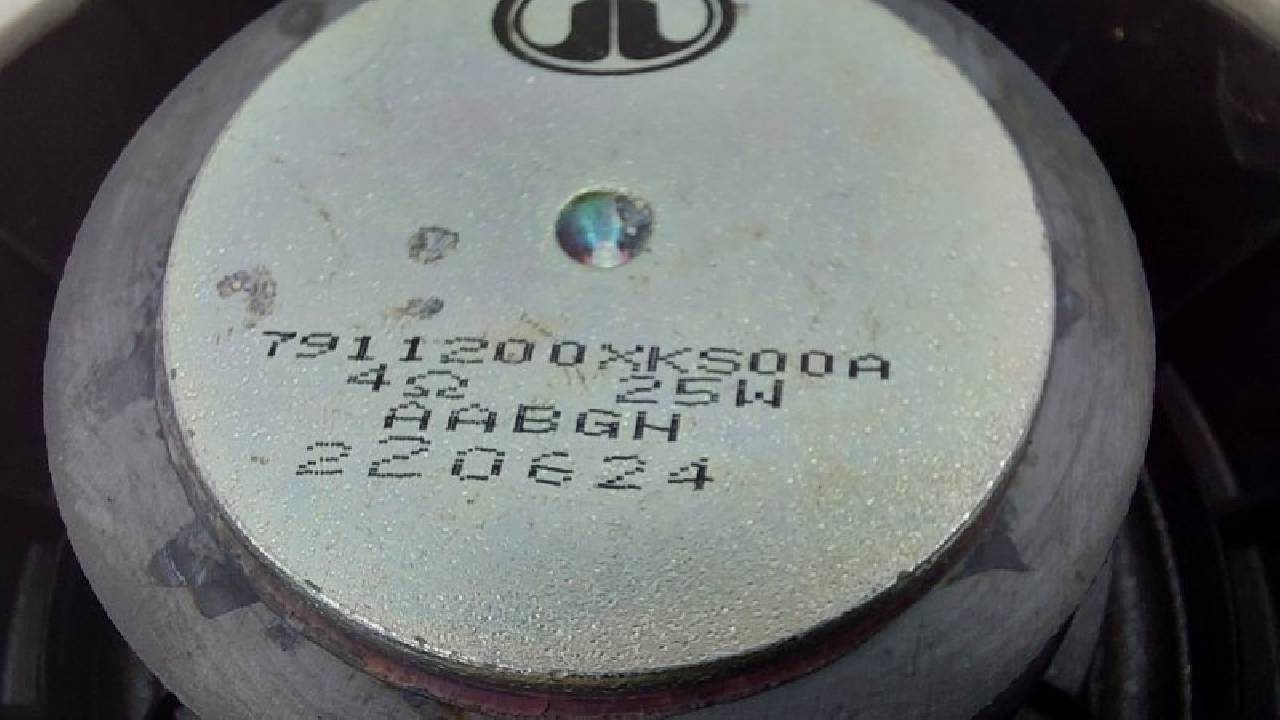 7911200XKS00A
4Ω 25W
AABGH
220624